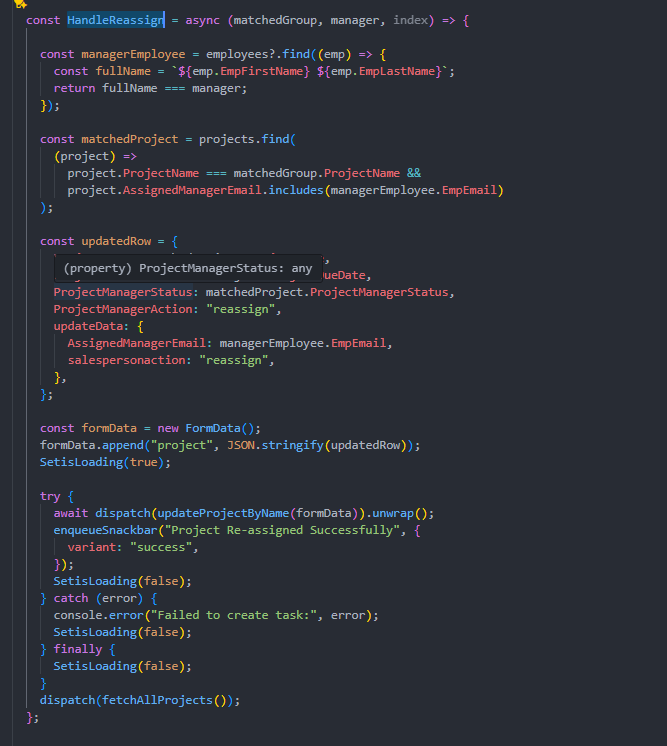 const HandleReassign = async (matchedGroup, manager, index) => {
const managerEmployee = employees?.find((emp) => {
const fullName = `${emp.EmpFirstName} ${emp.EmpLastName}`;
return fullName === manager;
});
const matchedProject = projects.find(
(project) =>
project.ProjectName === matchedGroup.ProjectName &&
project.AssignedManagerEmail.includes(managerEmployee.EmpEmail)
);
const updatedRow = {
,
(property) ProjectManagerStatus: any
ueDate,
ProjectManagerStatus: matchedProject.ProjectManagerStatus,
ProjectManagerAction: "reassign",
updateData: {
AssignedManagerEmail: managerEmployee.EmpEmail,
salespersonaction: "reassign",
},
};
const formData = new FormData();
formData.append("project", JSON.stringify(updatedRow));
SetisLoading(true);
try {
await dispatch(updateProjectByName(formData)).unwrap();
enqueueSnackbar("Project Re-assigned Successfully", {
variant: "success",
});
SetisLoading(false);
} catch (error) {
console.error("Failed to create task:", error);
SetisLoading(false);
} finally {
SetisLoading(false);
}
dispatch(fetchAllProjects());
};